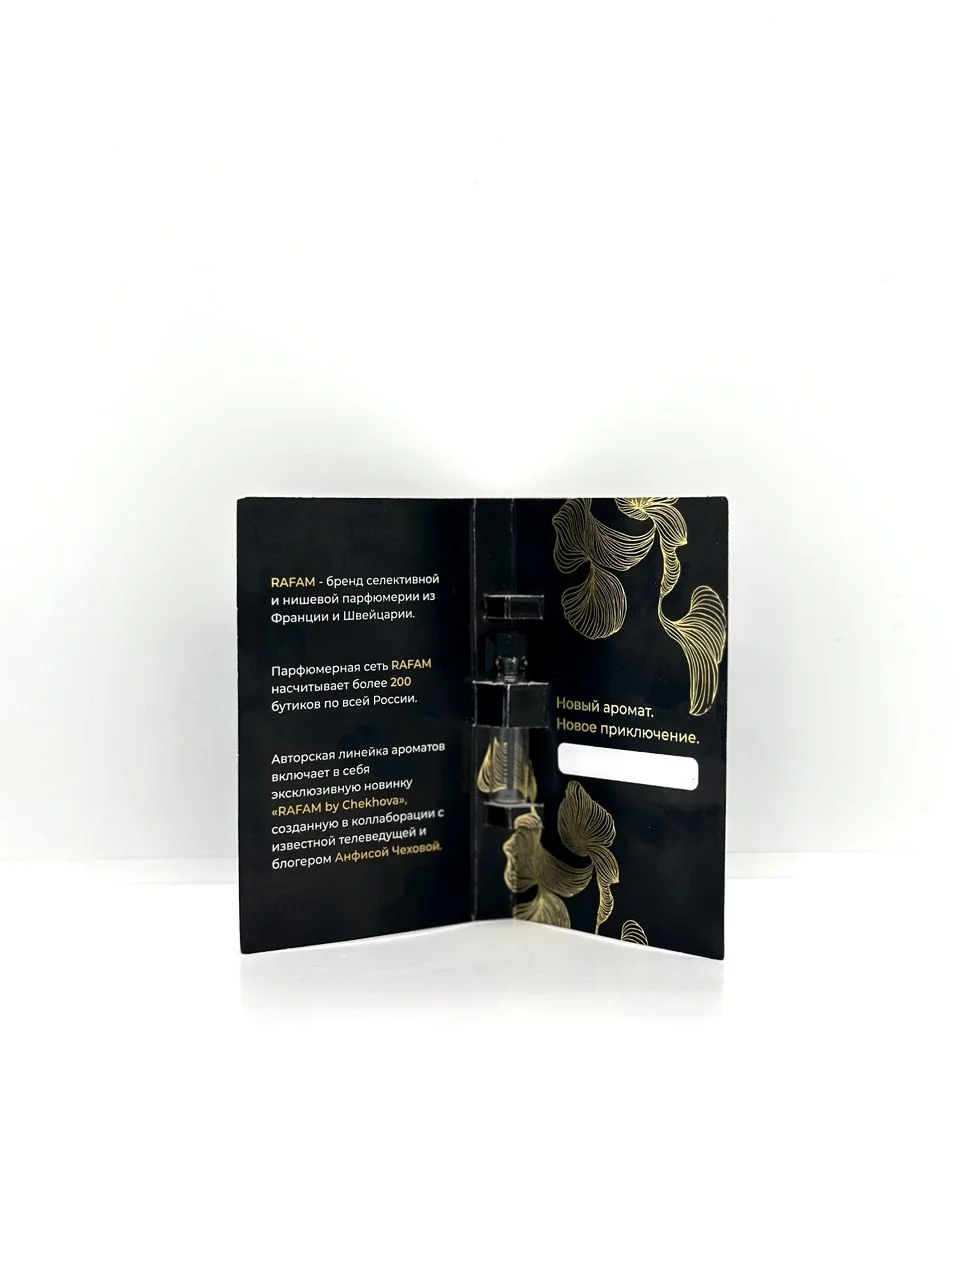 RAFAM - бренд селективной
и нишевой парфюмерии из
Франции и Швейцарии.
Парфюмерная сеть RAFAM
насчитывает более 200
бутиков по всей России.
Авторская линейка ароматов
включает в себя
эксклюзивную новинку
«RAFAM by Chekhova»,
созданную в коллаборации с
известной телеведущей и
блогером Анфисой Чеховой.
Новый аромат.
Новое приключение.